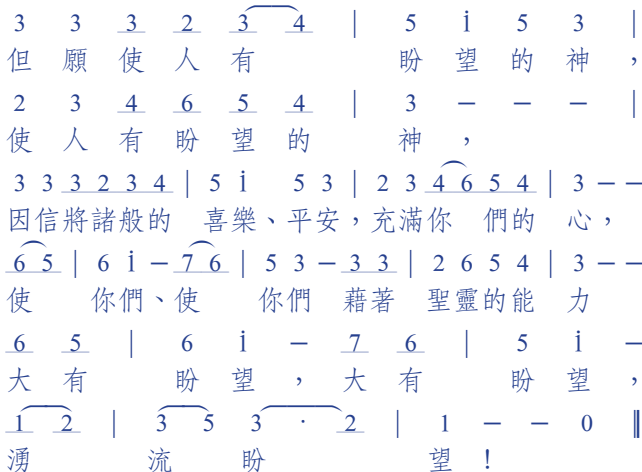 3 3 3 2 3 4 | 5 i 5 3 |
但願使人有 盼望的神，
2 3 4 6 5 4 | 3 － － － |
使人有盼望的 神，
3 3 3 2 3 4 | 5 i 5 3 | 2 3 4 6 5 4 | 3 － －
因信將諸般的 喜樂、平安，充滿你 們的 心，
6 5 | 6 i － 7 6 | 5 3 － 3 3 | 2 6 5 4 | 3 － －
使 你們、使 你們 藉著 聖靈的能 力
6 5 | 6 i － 7 6 | 5 i －
大有 盼望，大有 盼望，
1 2 | 3 5 3 · 2 | 1 － － 0 ‖
湧 流 盼 望！